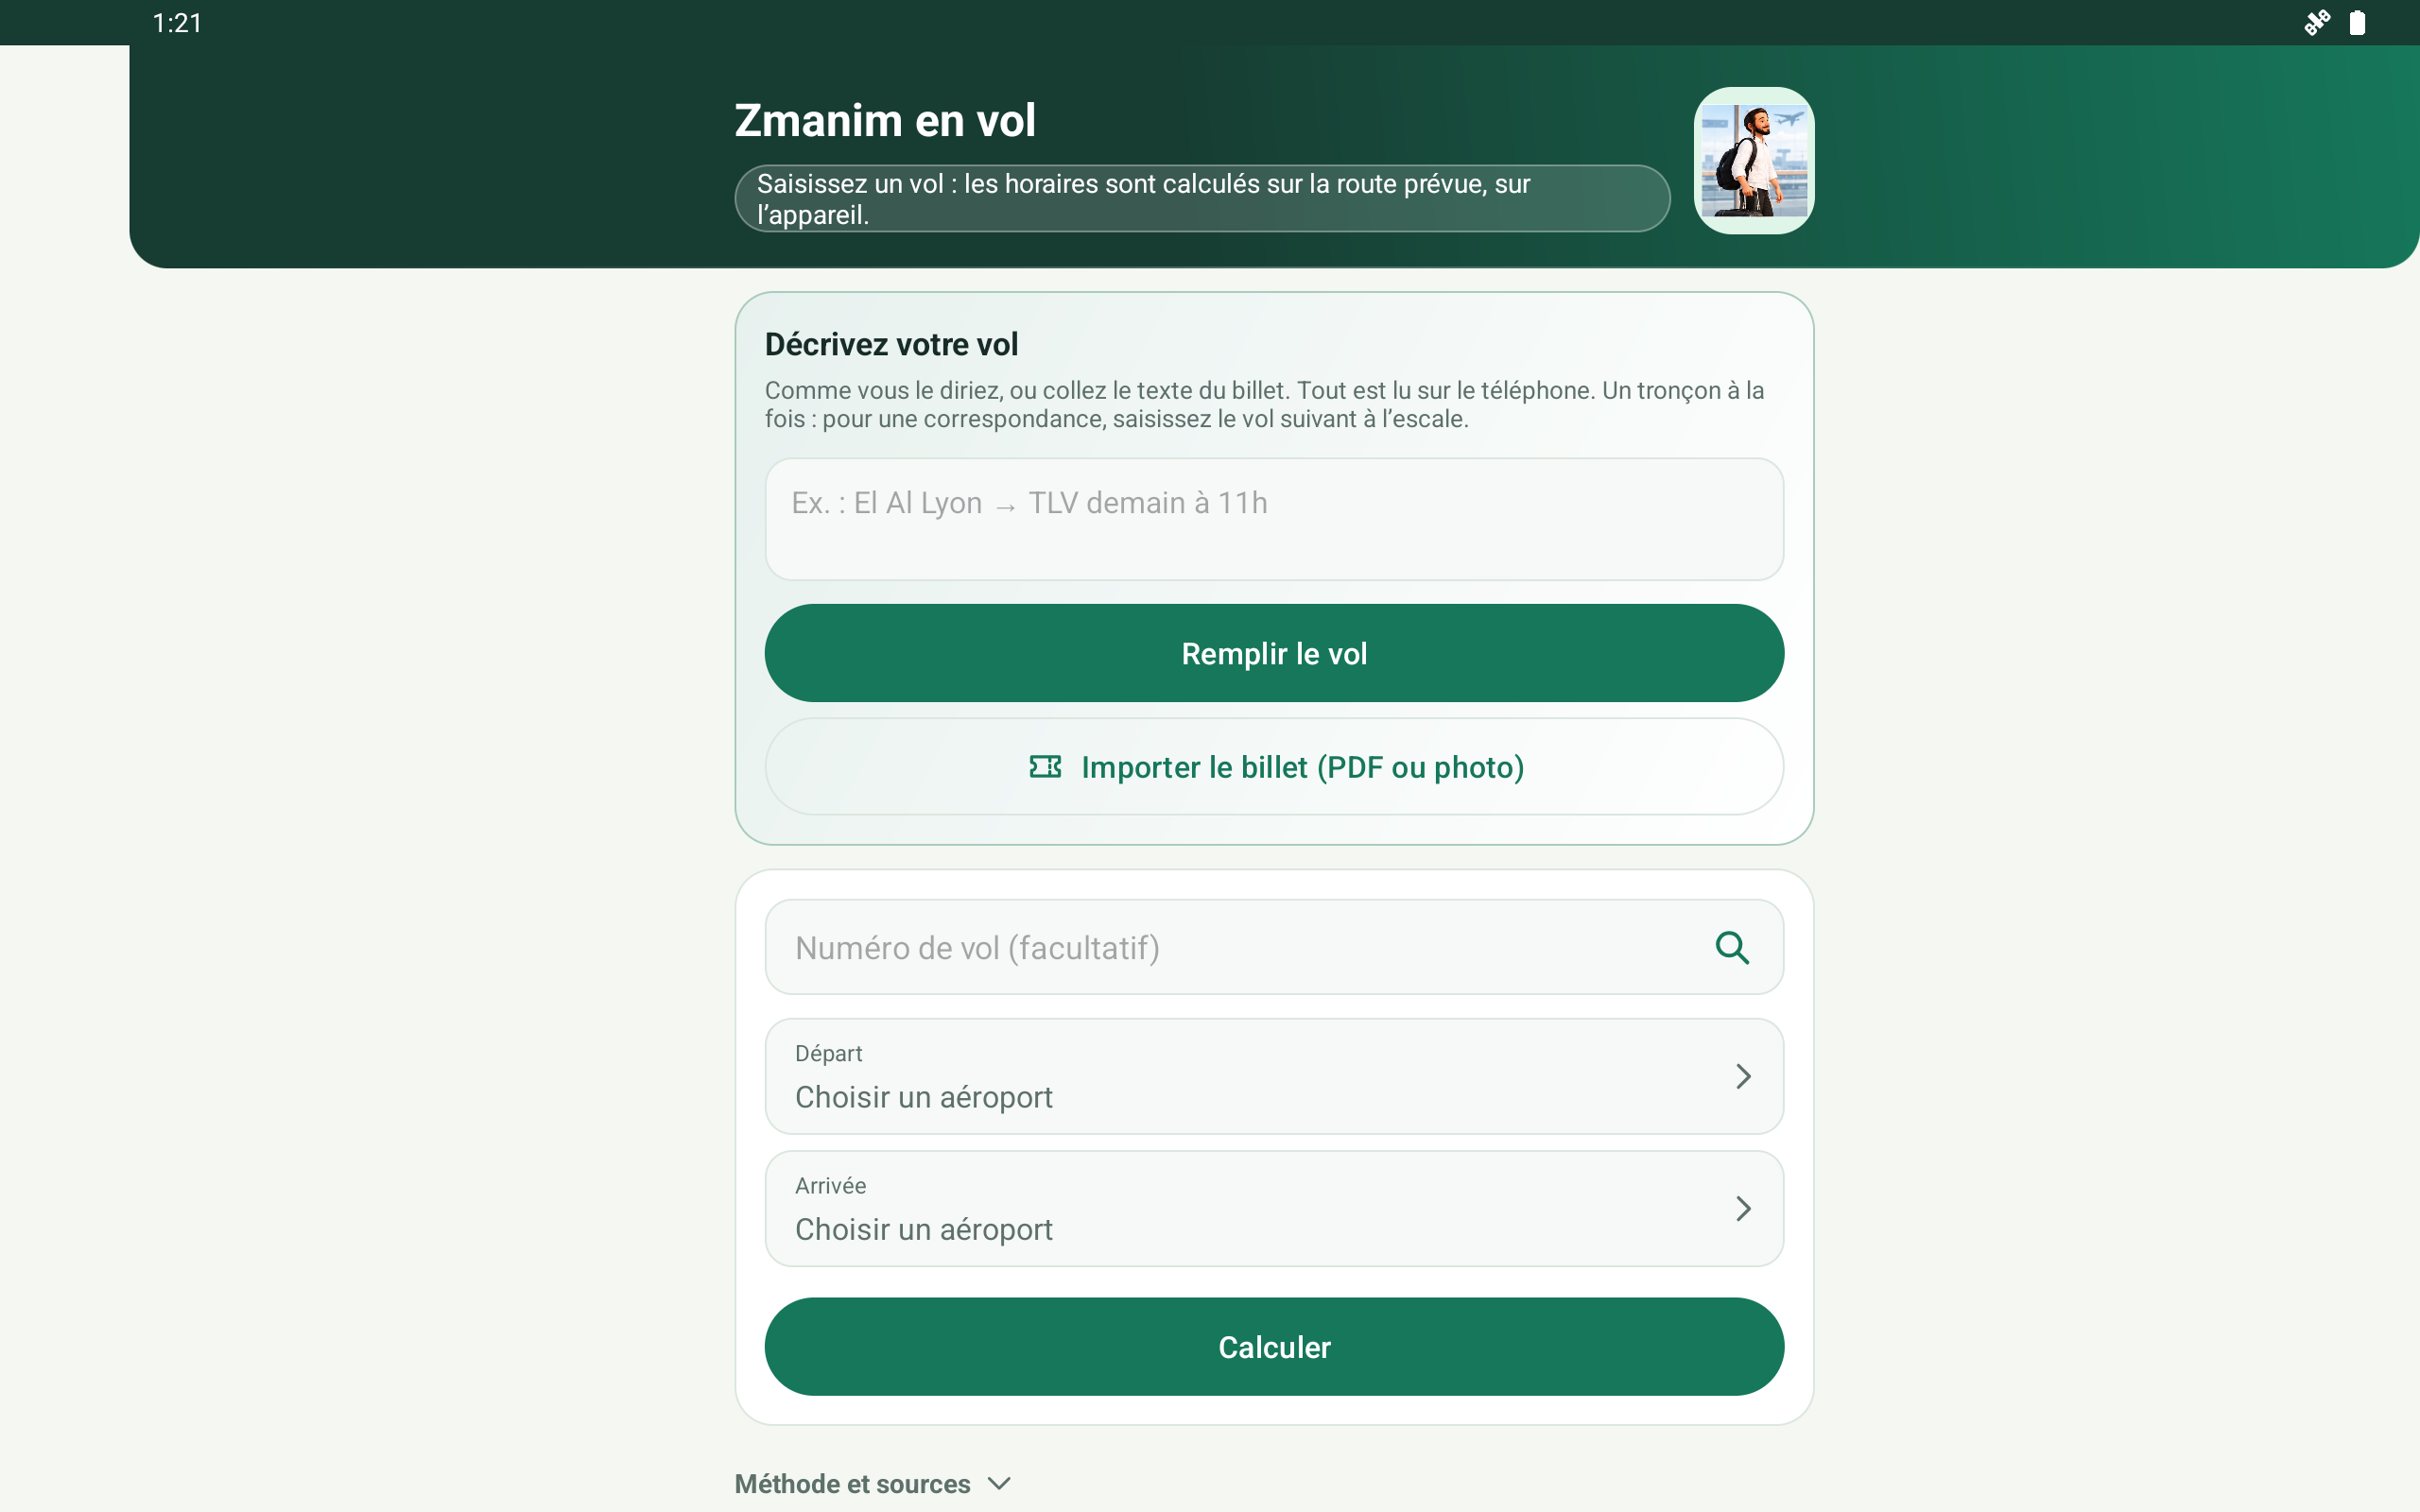 1:21
Zmanim en vol
Saisissez un vol : les horaires sont calculés sur la route prévue, sur
l’appareil.
Décrivez votre vol
Comme vous le diriez, ou collez le texte du billet. Tout est lu sur le téléphone. Un tronçon à la
fois : pour une correspondance, saisissez le vol suivant à l’escale.
Ex. : El Al Lyon → TLV demain à 11h
Remplir le vol
Importer le billet (PDF ou photo)
Numéro de vol (facultatif)
Départ
Choisir un aéroport
Arrivée
Choisir un aéroport
Calculer
Méthode et sources